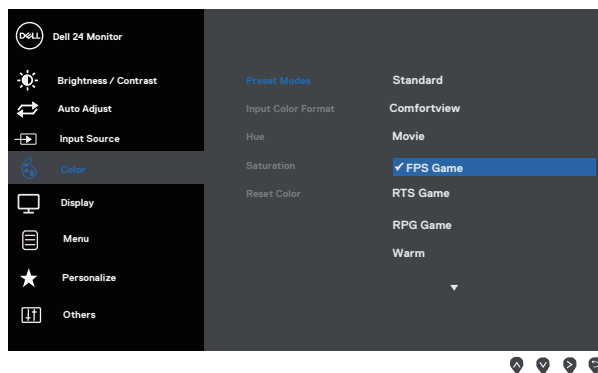 DELL
Dell 24 Monitor
Brightness / Contrast
Auto Adjust
Input Source
Color
Display
Menu
Personalize
Others
Preset Modes
Input Color Format
Hue
Saturation
Reset Color
Standard
Comfortview
Movie
✔ FPS Game
RTS Game
RPG Game
Warm